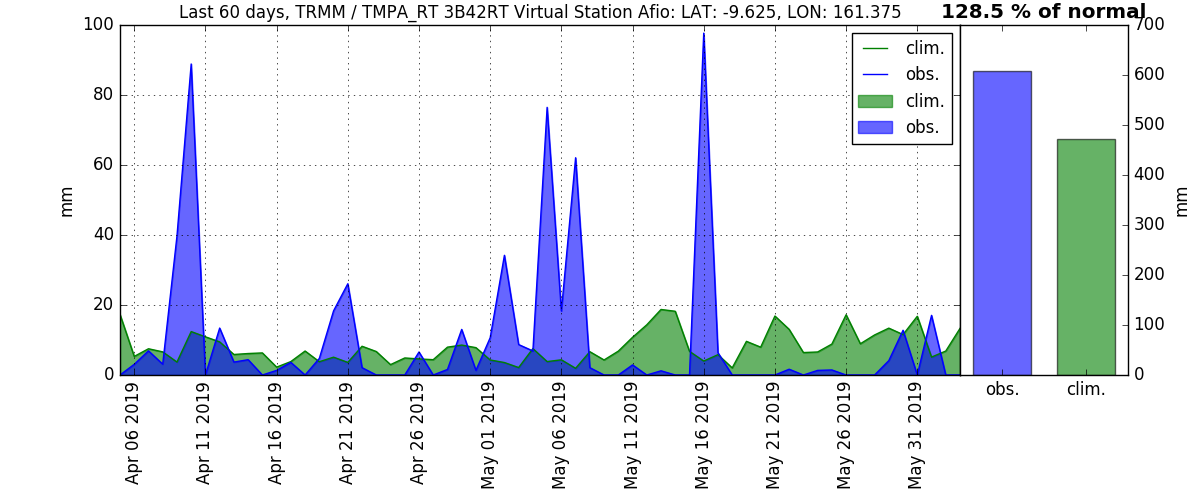 Last 60 days, TRMM / TMPA_RT 3B42RT Virtual Station Afio: LAT: -9.625, LON: 161.375
128.5 % of normal
100
80
60
40
20
0
mm
clim.
obs.
clim.
obs.
700
600
500
400
300
200
100
0
mm
Apr 06 2019
Apr 11 2019
Apr 16 2019
Apr 21 2019
Apr 26 2019
May 01 2019
May 06 2019
May 11 2019
May 16 2019
May 21 2019
May 26 2019
May 31 2019
obs.
clim.